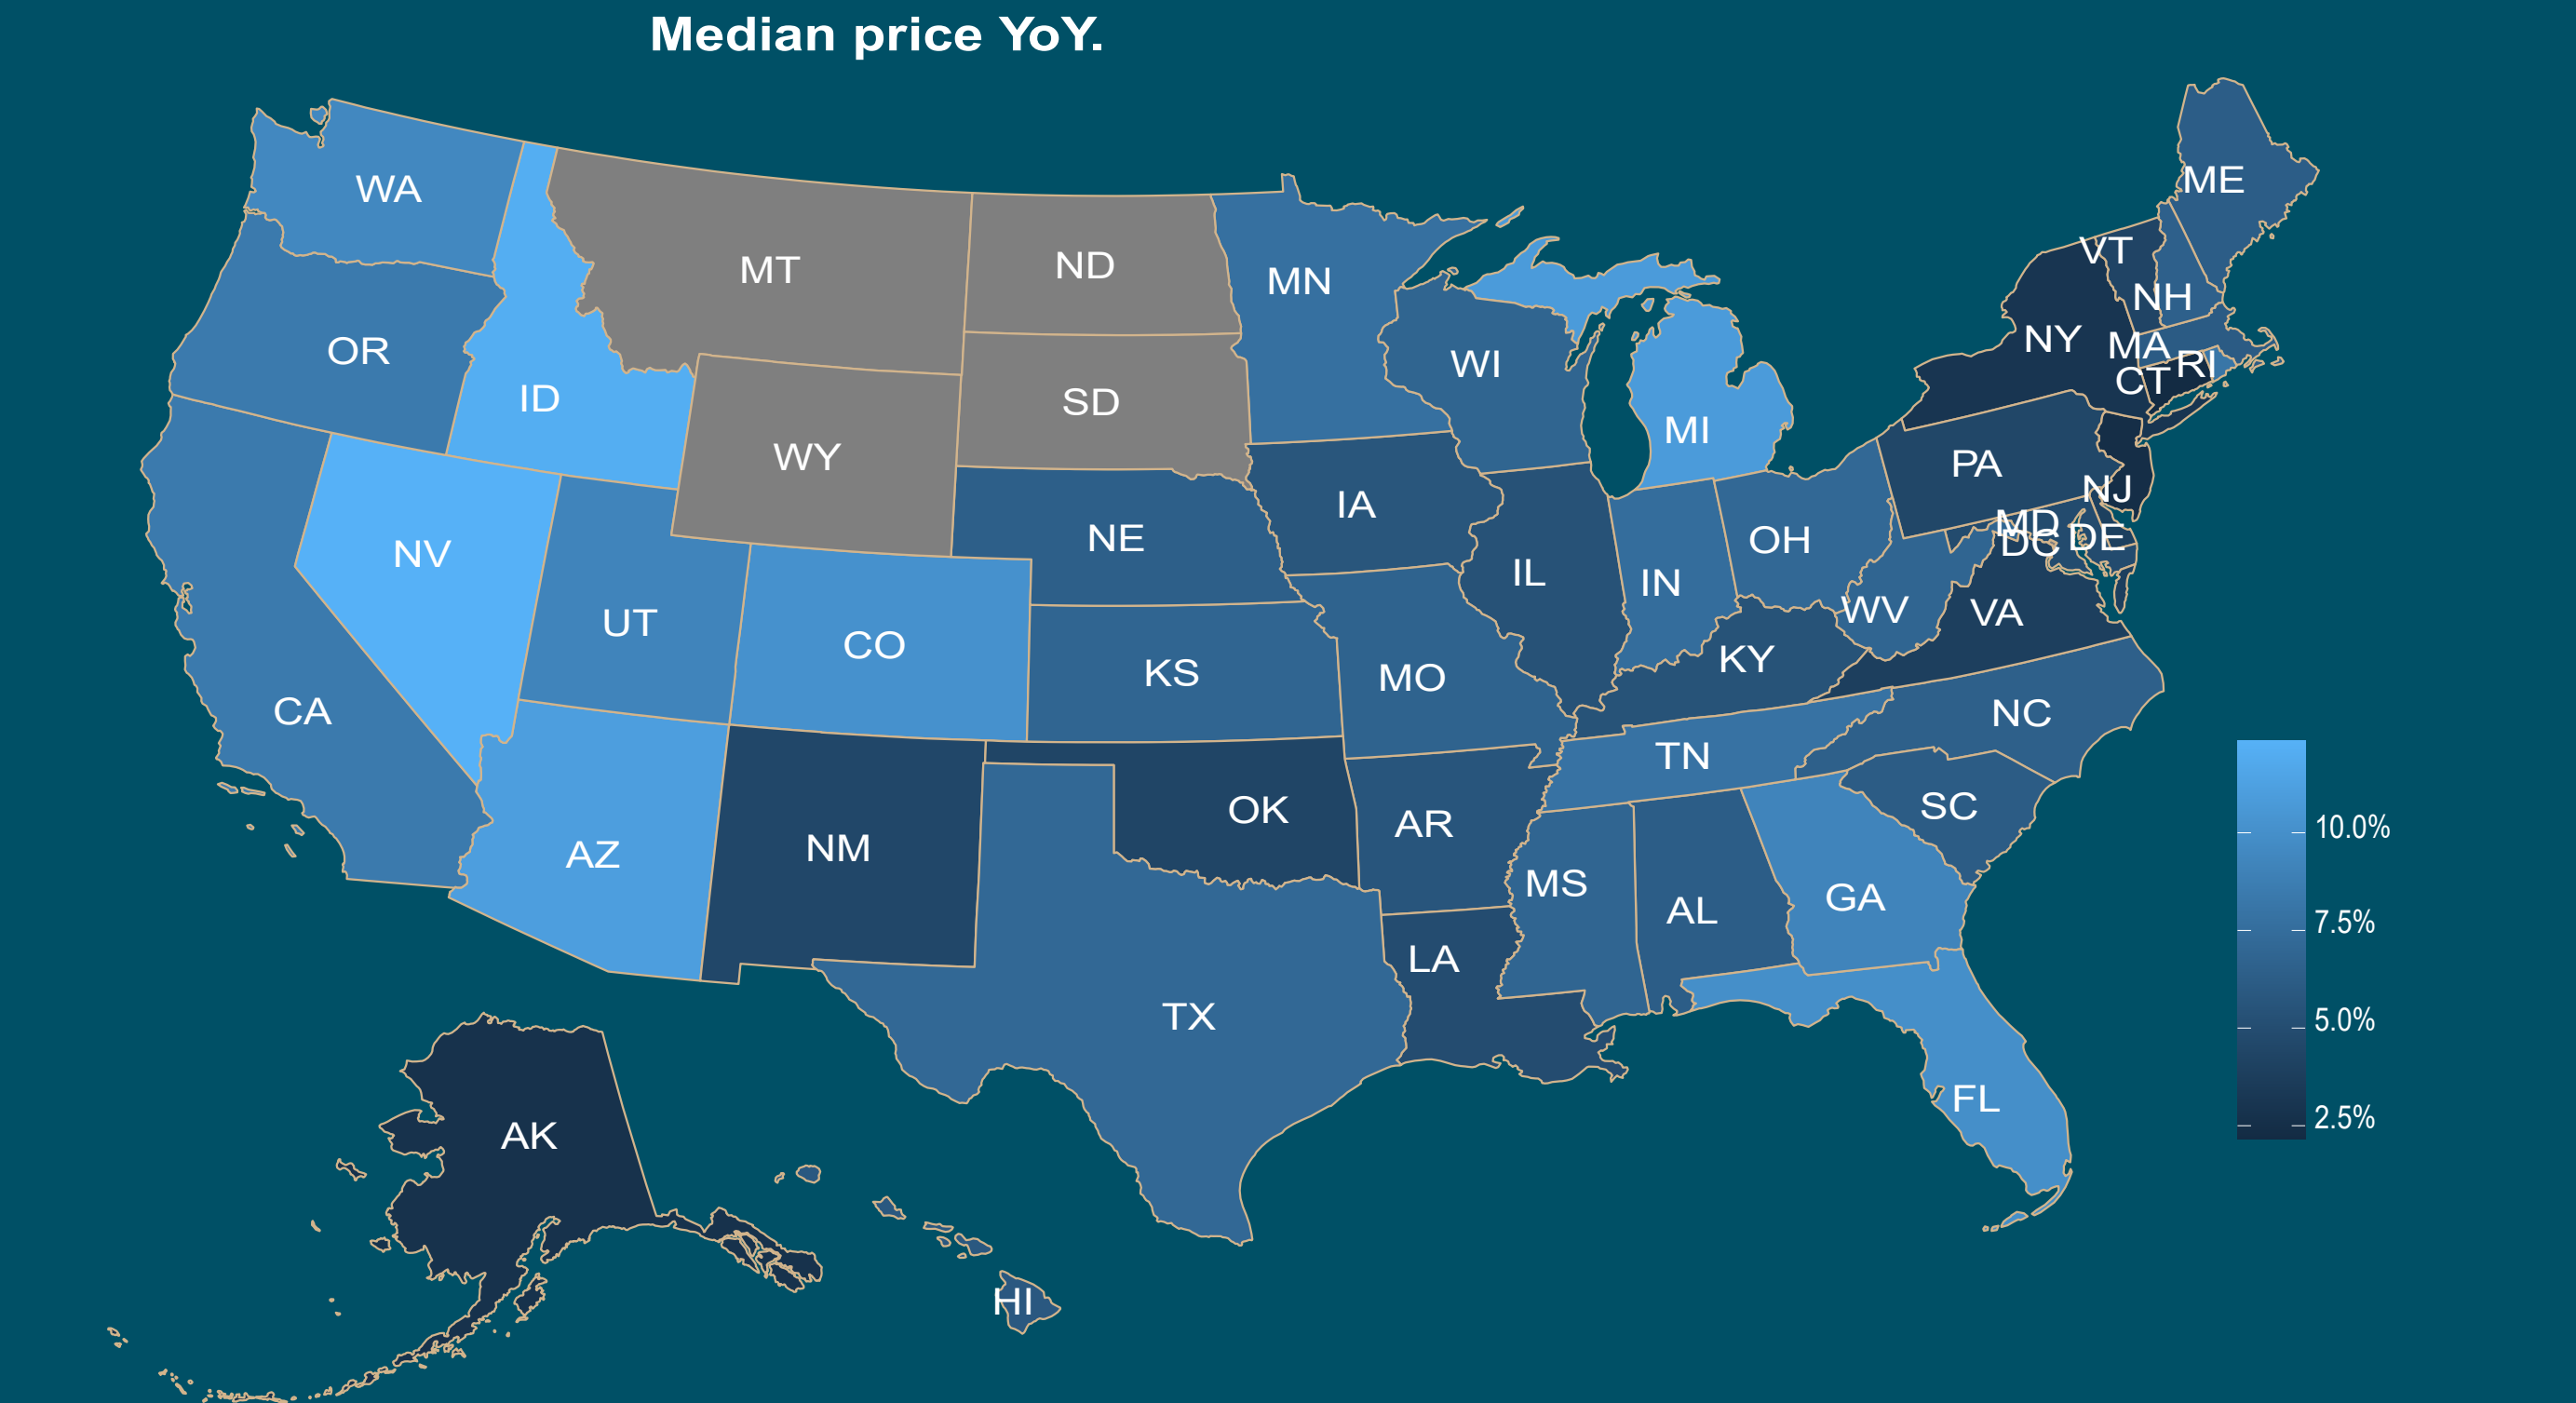 Median price YoY.
ME
WA
VT
ND
MT
MN
NH
NY
MA
OR
RI
WI
CT
ID
SD
MI
WY
PA
NJ
IA
MD
NE
OH
DE
DC
NV
IL
IN
WV
VA
UT
CO
KY
KS
MO
CA
NC
TN
OK
SC
AR
10.0%
NM
AZ
MS
GA
AL
7.5%
LA
TX
5.0%
FL
2.5%
AK
HI